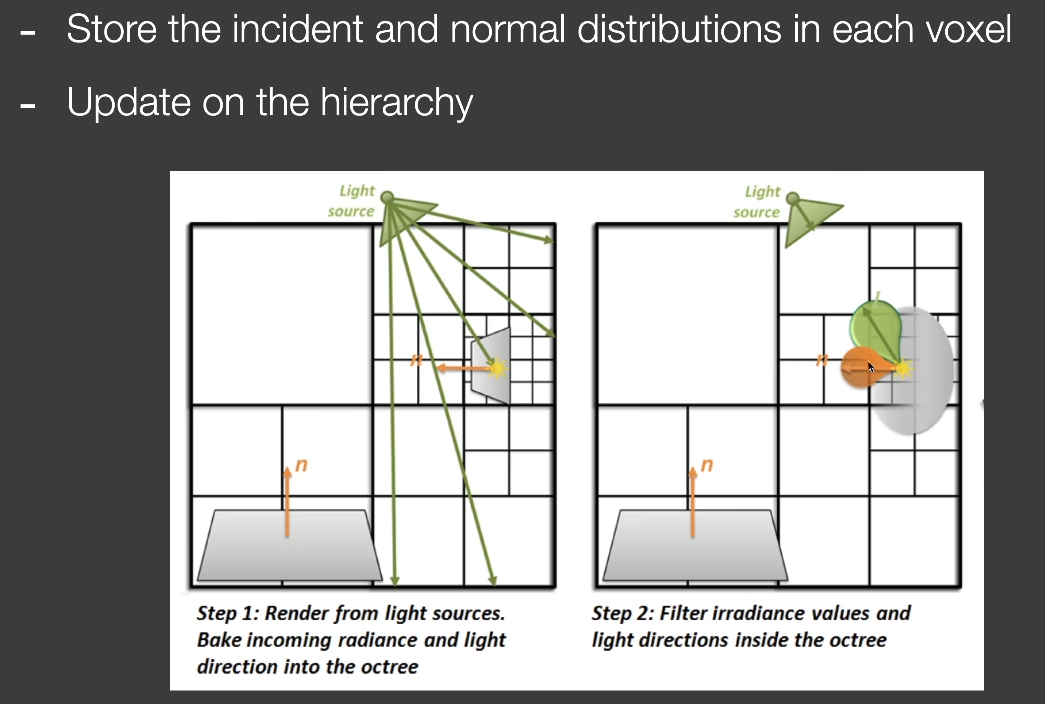 - Store the incident and normal distributions in each voxel
- Update on the hierarchy
Light
source
n
n
Step 1: Render from light sources.
Bake incoming radiance and light
direction into the octree
Light
source
l
n
n
Step 2: Filter irradiance values and
light directions inside the octree